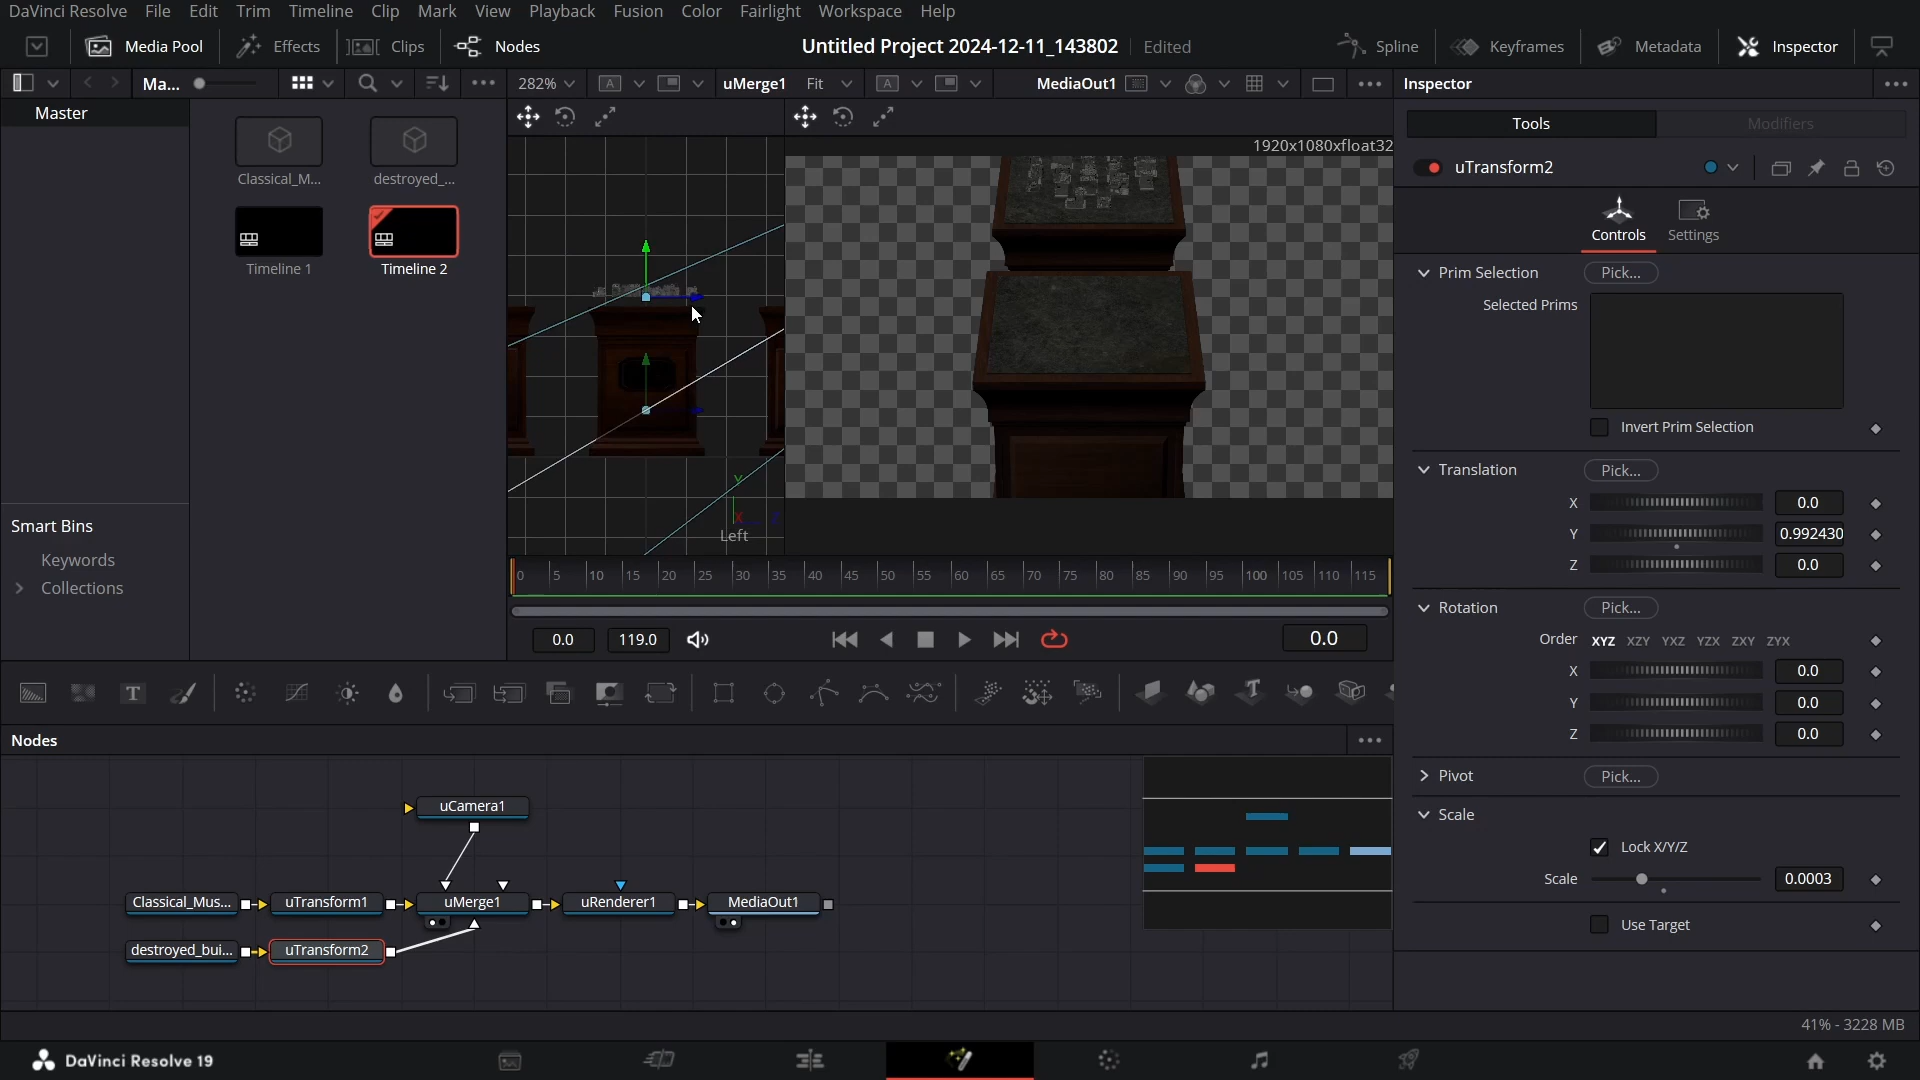 DaVinci Resolve File Edit Trim Timeline Clip Mark View Playback Fusion Color Fairlight Workspace Help
Media Pool Effects Clips Nodes Untitled Project 2024-12-11_143802 Edited Spline Keyframes Metadata Inspector
Ma... 282% A uMerge1 Fit A MediaOut1 Inspector
Master
Classical_M...
destroyed_...
Timeline 1
Timeline 2
Smart Bins
Keywords
Collections
Y
X Z
Left
1920x1080xfloat32
0 5 10 15 20 25 30 35 40 45 50 55 60 65 70 75 80 85 90 95 100 105 110 115
0.0 119.0 0.0
Tools Modifiers
uTransform2
Controls Settings
Prim Selection Pick...
Selected Prims
Invert Prim Selection
Translation Pick...
X 0.0
Y 0.992430
Z 0.0
Rotation Pick...
Order XYZ XZY YXZ YZX ZXY ZYX
X 0.0
Y 0.0
Z 0.0
Pivot Pick...
Scale
Lock X/Y/Z
Scale 0.0003
Use Target
T T
Nodes
uCamera1
Classical_Mus... uTransform1 uMerge1 uRenderer1 MediaOut1
destroyed_bui... uTransform2
41% - 3228 MB
DaVinci Resolve 19